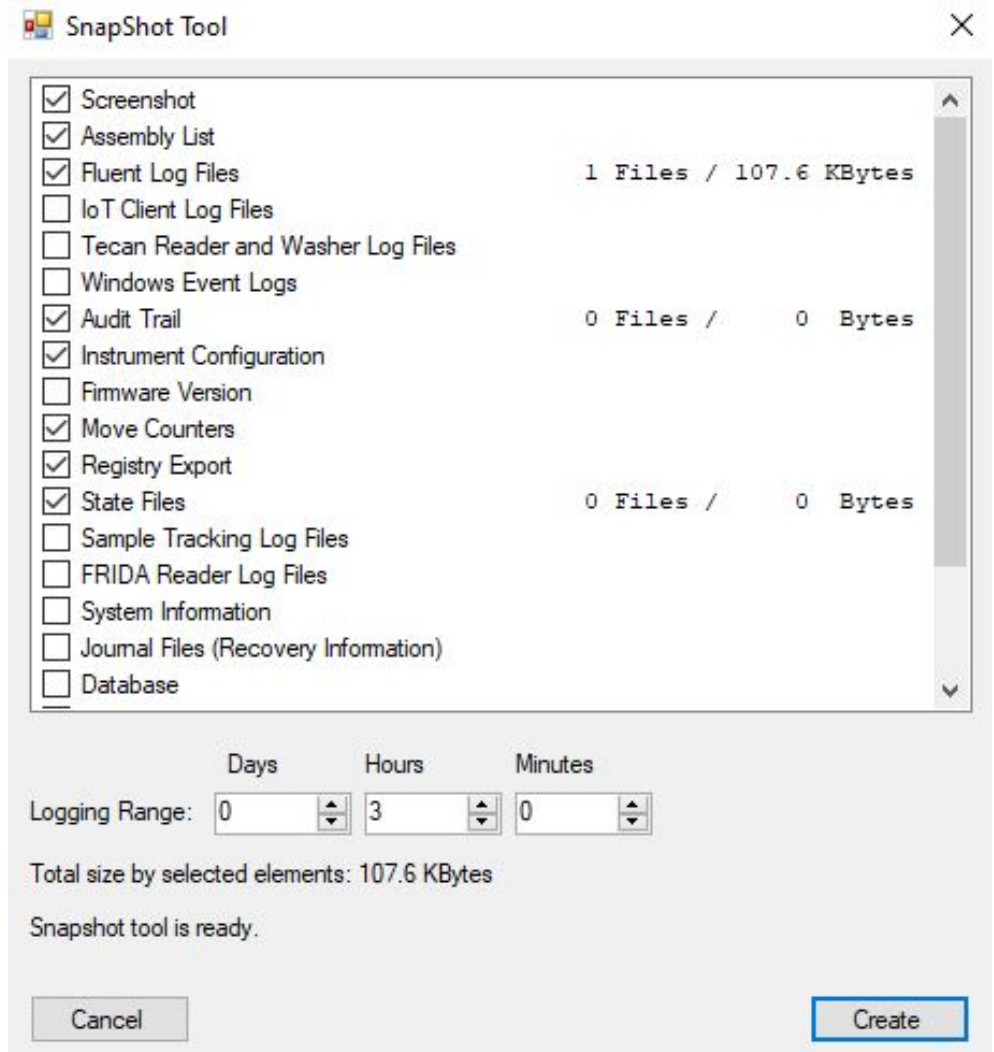 SnapShot Tool
Screenshot
Assembly List
Fluent Log Files 1 Files / 107.6 KBytes
IoT Client Log Files
Tecan Reader and Washer Log Files
Windows Event Logs
Audit Trail 0 Files / 0 Bytes
Instrument Configuration
Firmware Version
Move Counters
Registry Export
State Files 0 Files / 0 Bytes
Sample Tracking Log Files
FRIDA Reader Log Files
System Information
Journal Files (Recovery Information)
Database
Days Hours Minutes
Logging Range: 0 3 0
Total size by selected elements: 107.6 KBytes
Snapshot tool is ready.
Cancel Create